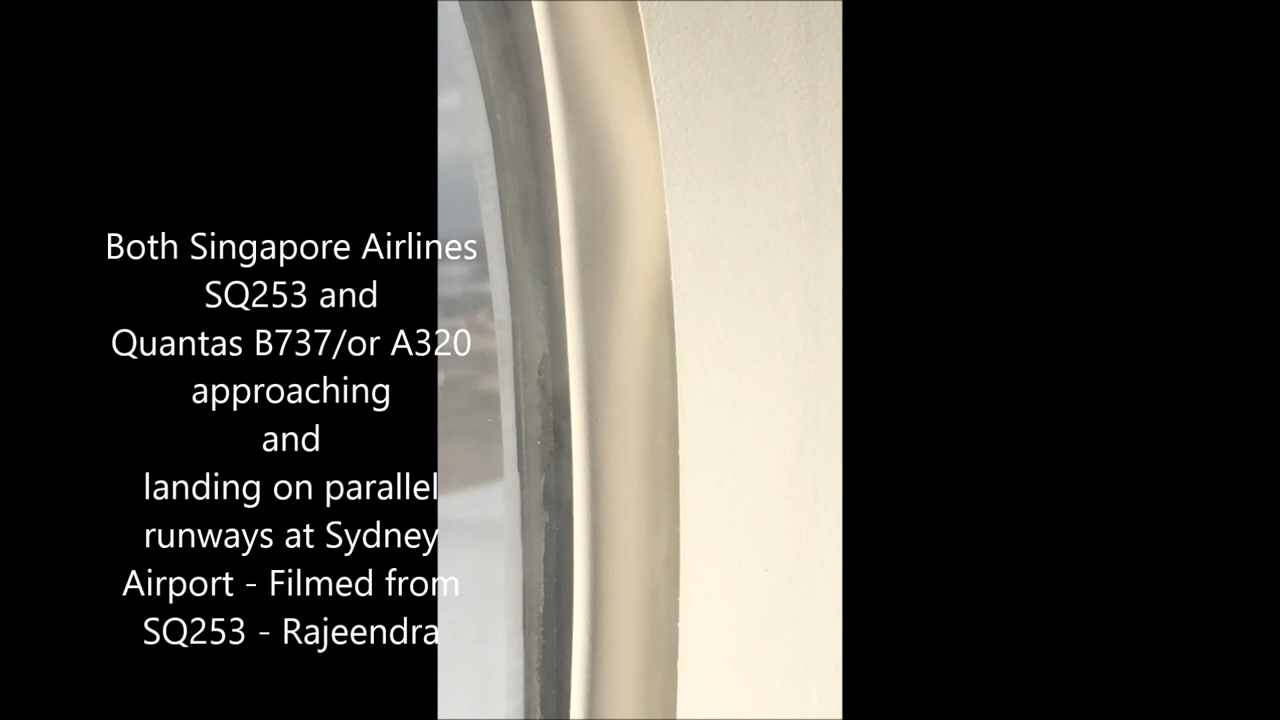 Both Singapore Airlines
SQ253 and
Quantas B737/or A320
approaching
and
landing on parallel
runways at Sydney
Airport - Filmed from
SQ253 - Rajeendra